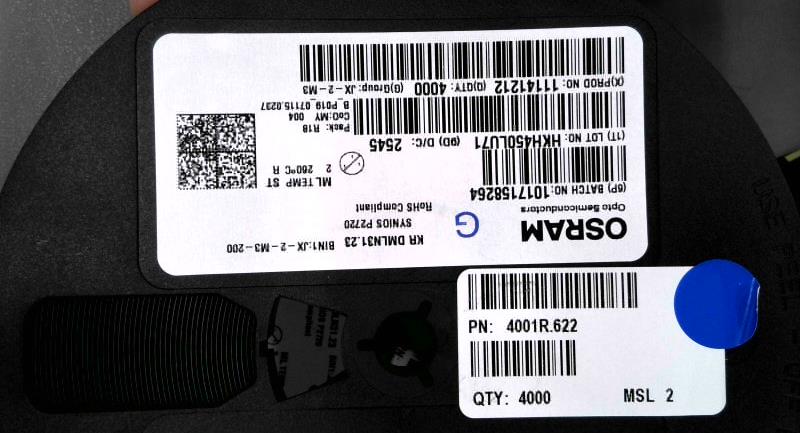 OSRAM
Opto Semiconductors
G
KR DMLN31.23 BIN1:JX-2-M3-200
SYNIOS P2720
RoHS Compliant
ML TEMP ST
2 260°C R
(6P) BATCH NO:1017158264
(1T) LOT NO: HKH450LU71 (9D) D/C: 2545
Pack: R18
CoO:MY 004
B_P019_07115.0237
(X)PROD NO: 11141212 (Q)QTY: 4000 (G)Group: JX-2-M3
PN: 4001R.622
QTY: 4000 MSL 2